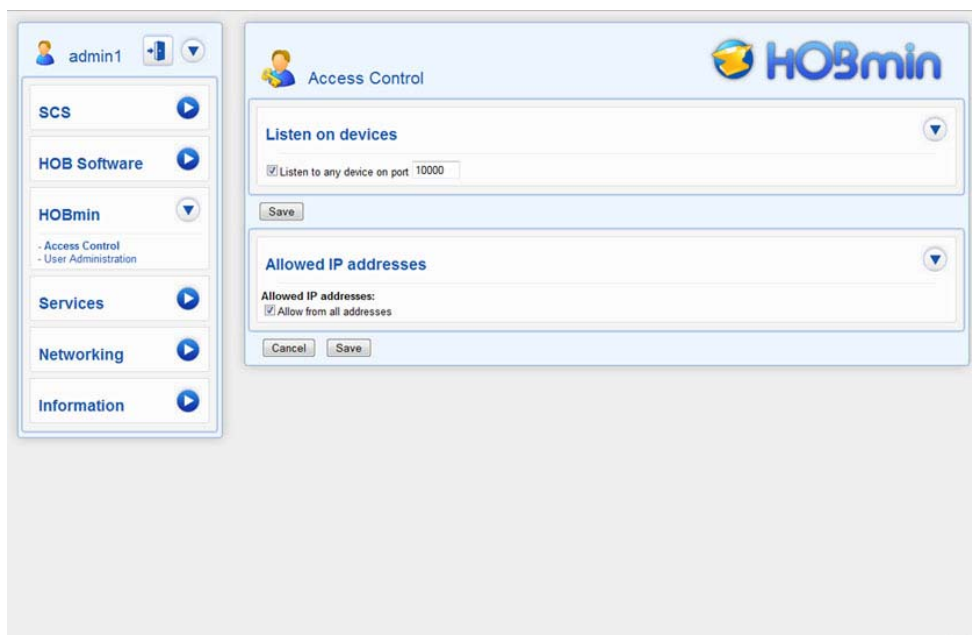 admin1
SCS
HOB Software
HOBmin
- Access Control
- User Administration
Services
Networking
Information
Access Control
HOBmin
Listen on devices
Listen to any device on port 10000
Save
Allowed IP addresses
Allowed IP addresses:
Allow from all addresses
Cancel Save